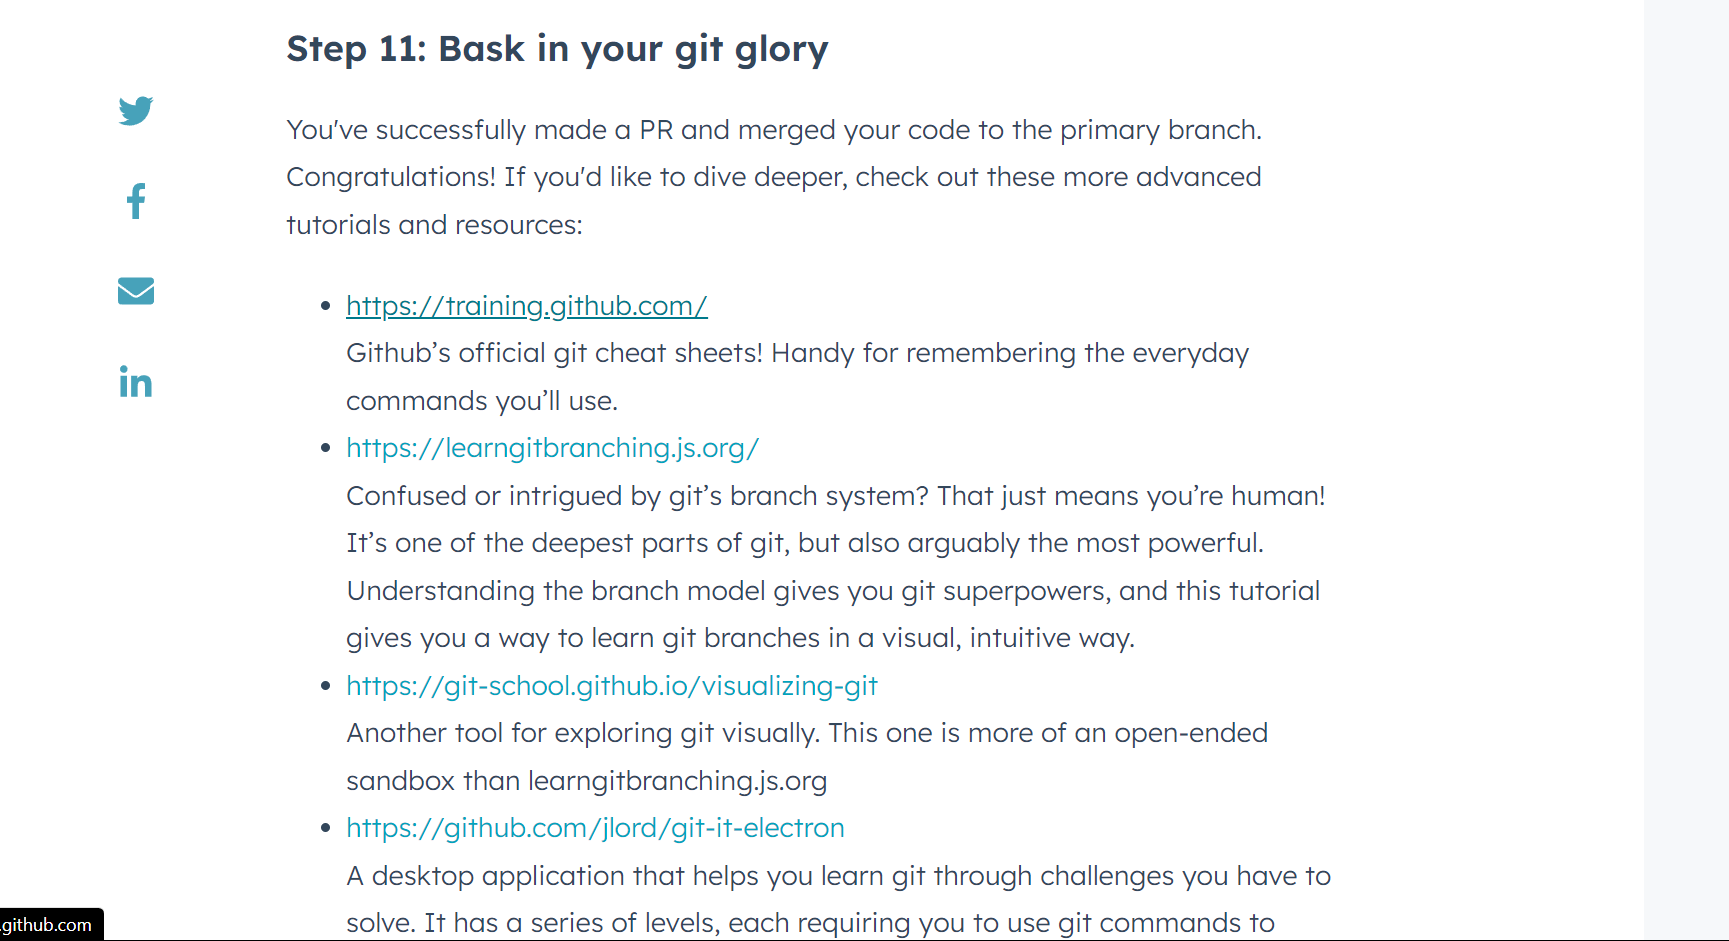 Step 11: Bask in your git glory
You've successfully made a PR and merged your code to the primary branch.
Congratulations! If you'd like to dive deeper, check out these more advanced
tutorials and resources:
https://training.github.com/
Github’s official git cheat sheets! Handy for remembering the everyday
commands you’ll use.
https://learngitbranching.js.org/
Confused or intrigued by git’s branch system? That just means you’re human!
It’s one of the deepest parts of git, but also arguably the most powerful.
Understanding the branch model gives you git superpowers, and this tutorial
gives you a way to learn git branches in a visual, intuitive way.
https://git-school.github.io/visualizing-git
Another tool for exploring git visually. This one is more of an open-ended
sandbox than learngitbranching.js.org
https://github.com/jlord/git-it-electron
A desktop application that helps you learn git through challenges you have to
solve. It has a series of levels, each requiring you to use git commands to
.github.com